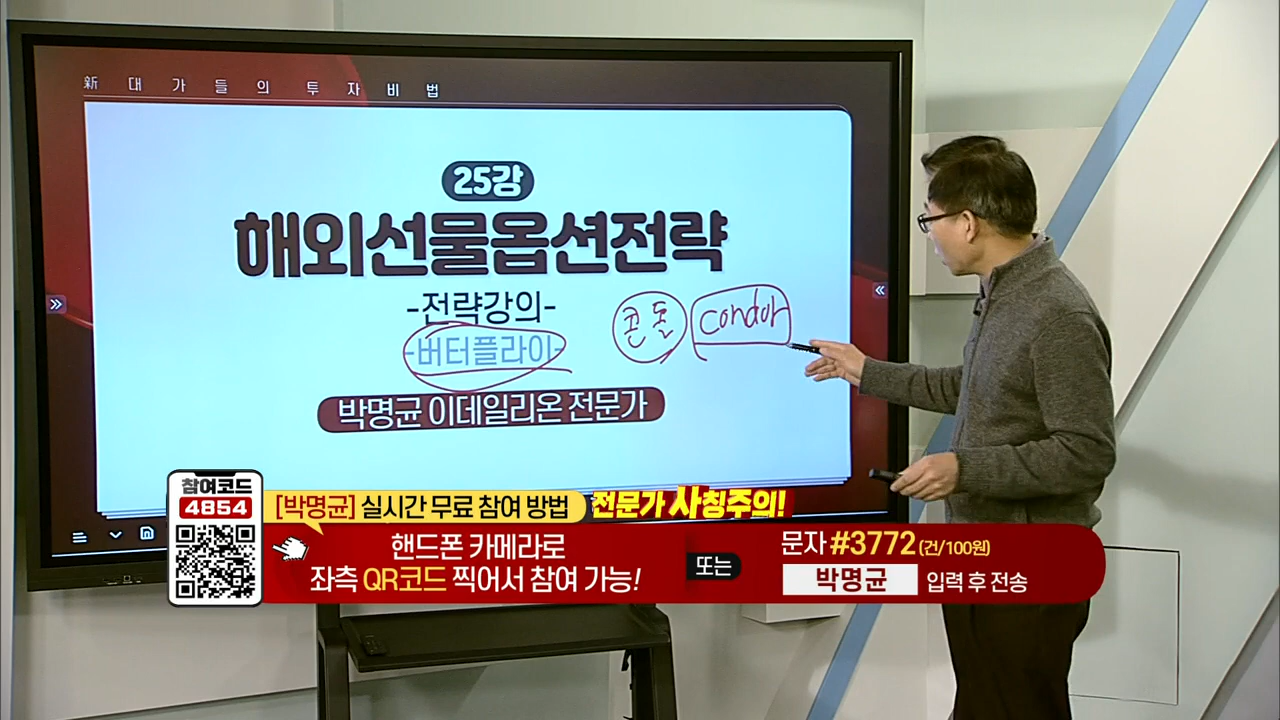 新 대가들의 투자비법
25강
해외선물옵션전략
-전략강의-
-버터플라이-
콘돌 condor
박명균 이데일리온 전문가
참여코드
4854
[박명균] 실시간 무료 참여 방법
전문가 사칭주의!
핸드폰 카메라로
좌측 QR코드 찍어서 참여 가능!
또는
문자 #3772 (건/100원)
박명균 입력 후 전송